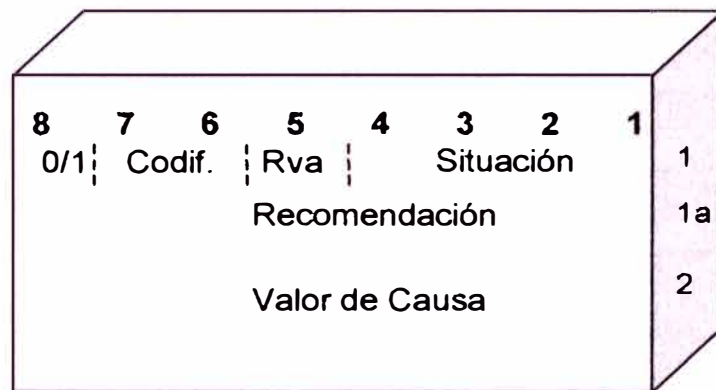 8 7 6 5 4 3 2 1
0/1 Codif. Rva Situación 1
Recomendación 1a
Valor de Causa 2